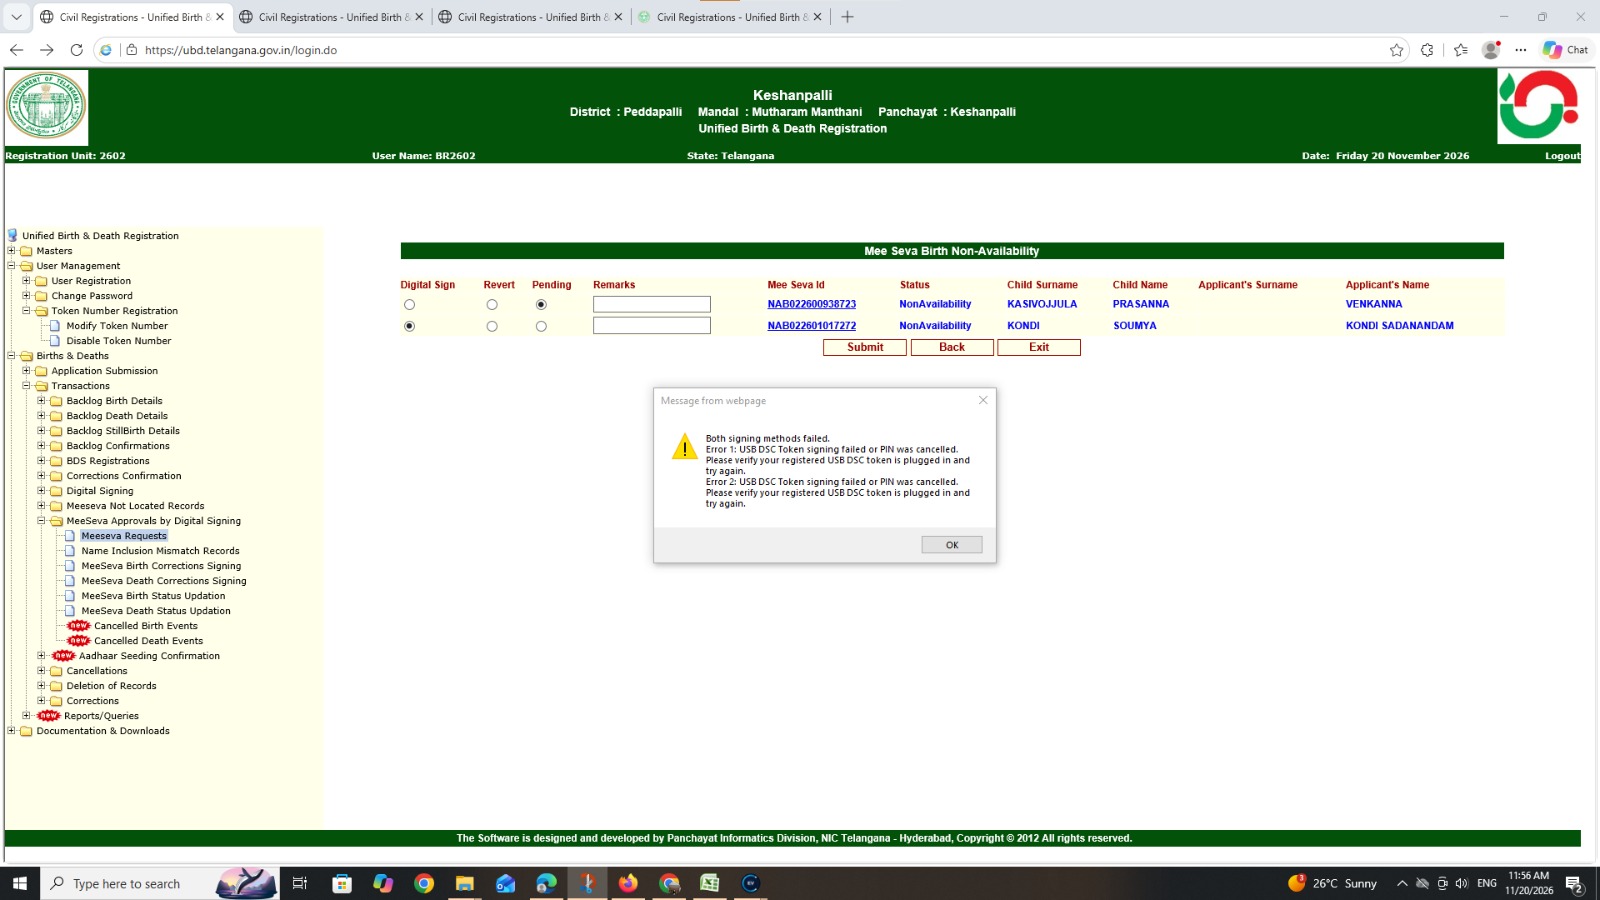 Civil Registrations - Unified Birth &
Civil Registrations - Unified Birth &
Civil Registrations - Unified Birth &
Civil Registrations - Unified Birth &
https://ubd.telangana.gov.in/login.do
Chat
Keshanpalli
District : Peddapalli Mandal : Mutharam Manthani Panchayat : Keshanpalli
Unified Birth & Death Registration
Registration Unit: 2602 User Name: BR2602 State: Telangana Date: Friday 20 November 2026 Logout
Unified Birth & Death Registration
Masters
User Management
User Registration
Change Password
Token Number Registration
Modify Token Number
Disable Token Number
Births & Deaths
Application Submission
Transactions
Backlog Birth Details
Backlog Death Details
Backlog StillBirth Details
Backlog Confirmations
BDS Registrations
Corrections Confirmation
Digital Signing
Meeseva Not Located Records
MeeSeva Approvals by Digital Signing
Meeseva Requests
Name Inclusion Mismatch Records
MeeSeva Birth Corrections Signing
MeeSeva Death Corrections Signing
MeeSeva Birth Status Updation
MeeSeva Death Status Updation
new Cancelled Birth Events
new Cancelled Death Events
new Aadhaar Seeding Confirmation
Cancellations
Deletion of Records
Corrections
new Reports/Queries
Documentation & Downloads
Mee Seva Birth Non-Availability
Digital Sign Revert Pending Remarks Mee Seva Id Status Child Surname Child Name Applicant's Surname Applicant's Name
NAB022600938723 NonAvailability KASIVOJJULA PRASANNA VENKANNA
NAB022601017272 NonAvailability KONDI SOUMYA KONDI SADANANDAM
Submit Back Exit
Message from webpage
Both signing methods failed.
Error 1: USB DSC Token signing failed or PIN was cancelled.
Please verify your registered USB DSC token is plugged in and
try again.
Error 2: USB DSC Token signing failed or PIN was cancelled.
Please verify your registered USB DSC token is plugged in and
try again.
OK
The Software is designed and developed by Panchayat Informatics Division, NIC Telangana - Hyderabad, Copyright © 2012 All rights reserved.
Type here to search
26°C Sunny
ENG
11:56 AM
11/20/2026
2